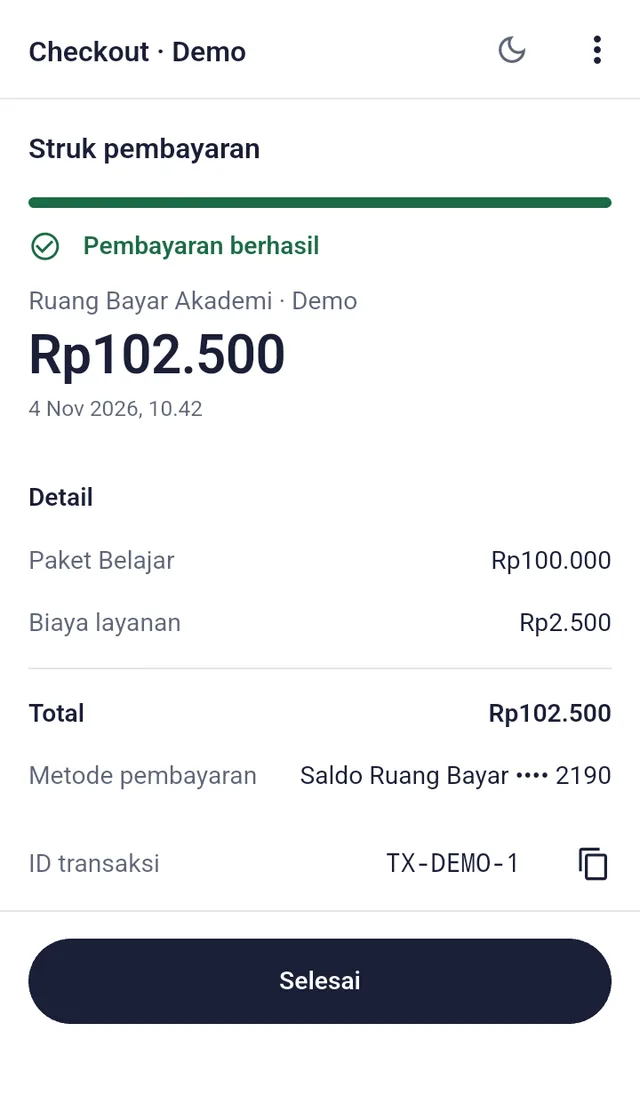 Checkout · Demo
Struk pembayaran
Pembayaran berhasil
Ruang Bayar Akademi · Demo
Rp102.500
4 Nov 2026, 10.42
Detail
Paket Belajar Rp100.000
Biaya layanan Rp2.500
Total Rp102.500
Metode pembayaran Saldo Ruang Bayar •••• 2190
ID transaksi TX-DEMO-1
Selesai